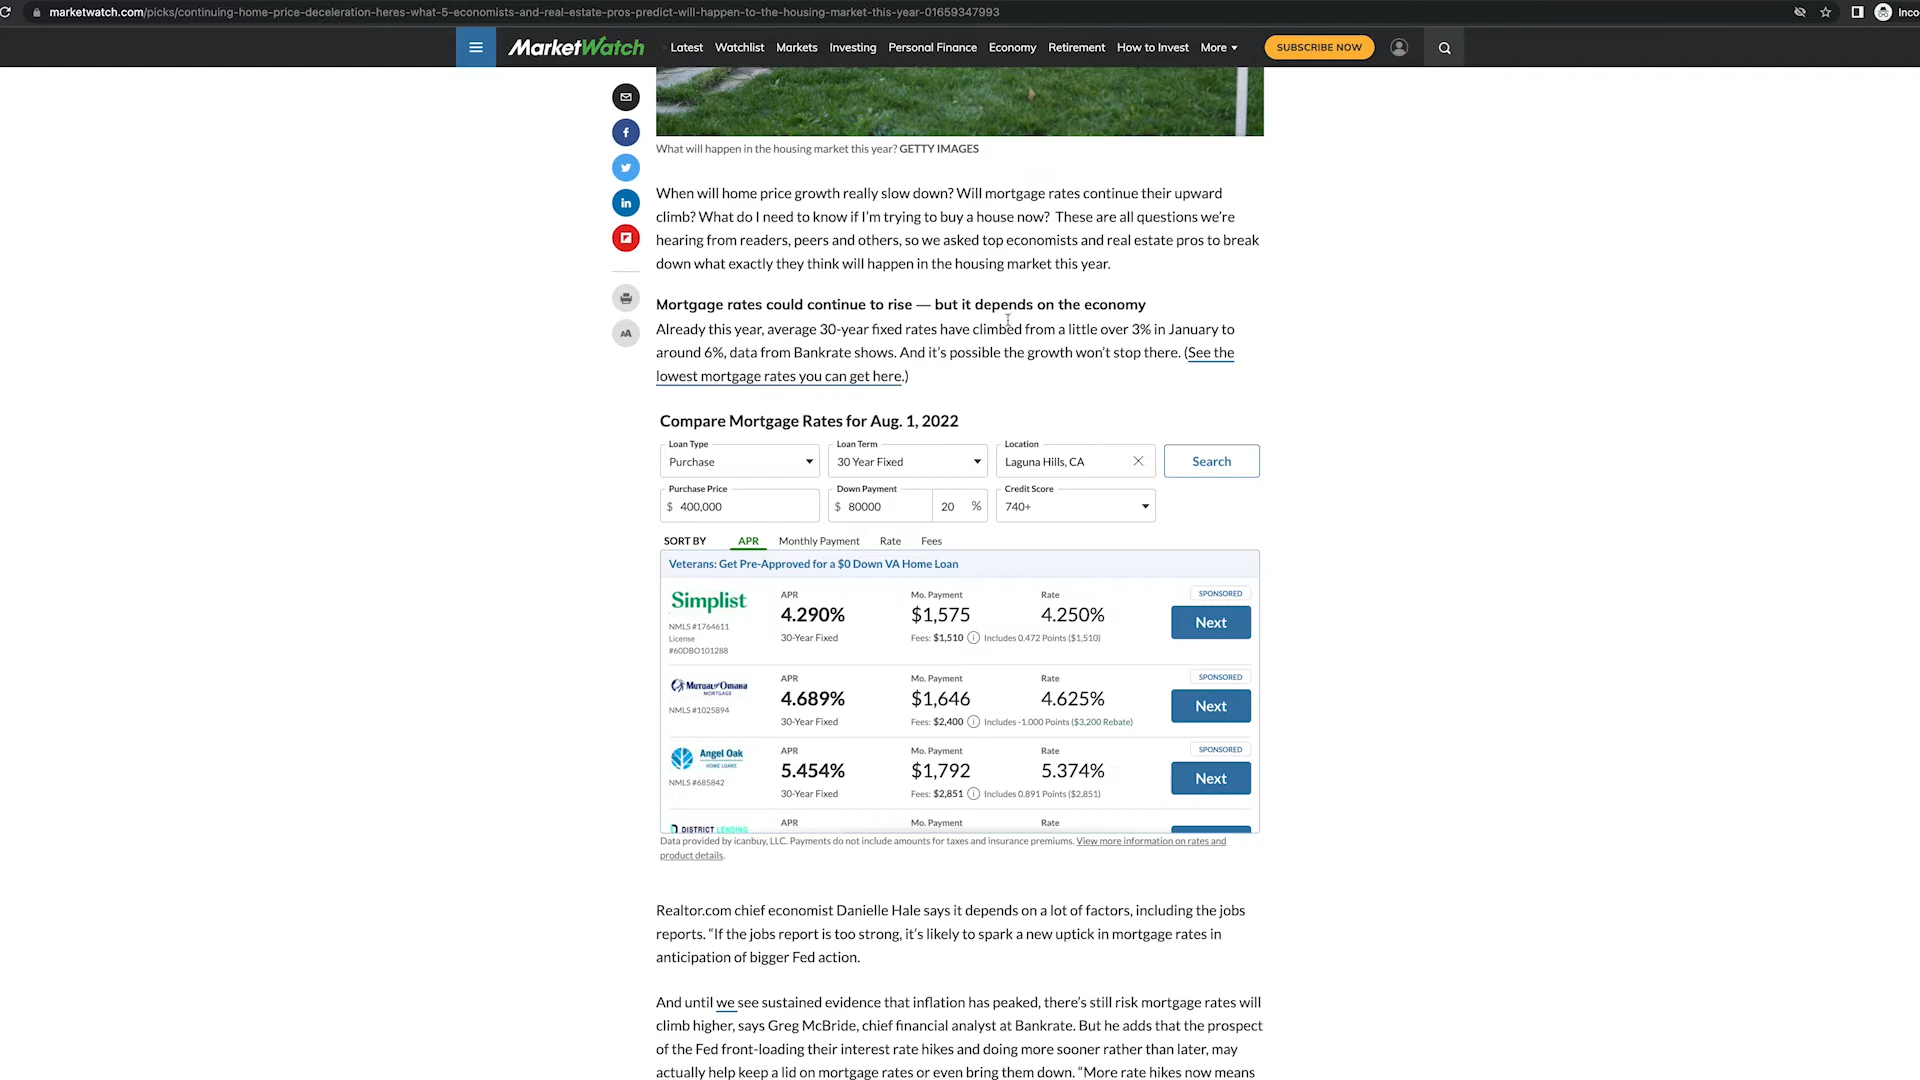 marketwatch.com/picks/continuing-home-price-deceleration-heres-what-5-economists-and-real-estate-pros-predict-will-happen-to-the-housing-market-this-year-01659347993
Inco
MarketWatch Latest Watchlist Markets Investing Personal Finance Economy Retirement How to Invest More SUBSCRIBE NOW
What will happen in the housing market this year? GETTY IMAGES
When will home price growth really slow down? Will mortgage rates continue their upward
climb? What do I need to know if I’m trying to buy a house now? These are all questions we’re
hearing from readers, peers and others, so we asked top economists and real estate pros to break
down what exactly they think will happen in the housing market this year.
Mortgage rates could continue to rise — but it depends on the economy
Already this year, average 30-year fixed rates have climbed from a little over 3% in January to
around 6%, data from Bankrate shows. And it’s possible the growth won’t stop there. (See the
lowest mortgage rates you can get here.)
AA
Compare Mortgage Rates for Aug. 1, 2022
Loan Type Loan Term Location
Purchase 30 Year Fixed Laguna Hills, CA Search
Purchase Price Down Payment Credit Score
$ 400,000 $ 80000 20 % 740+
SORT BY APR Monthly Payment Rate Fees
Veterans: Get Pre-Approved for a $0 Down VA Home Loan
Simplist
NMLS #1764611
License
#60DBO101288
APR Mo. Payment Rate SPONSORED
4.290% $1,575 4.250% Next
30-Year Fixed Fees: $1,510 Includes 0.472 Points ($1,510)
Mutual of Omaha
MORTGAGE
NMLS #1025894
APR Mo. Payment Rate SPONSORED
4.689% $1,646 4.625% Next
30-Year Fixed Fees: $2,400 Includes -1.000 Points ($3,200 Rebate)
Angel Oak
HOME LOANS
NMLS #685842
APR Mo. Payment Rate SPONSORED
5.454% $1,792 5.374% Next
30-Year Fixed Fees: $2,851 Includes 0.891 Points ($2,851)
DISTRICT LENDING
APR Mo. Payment Rate
Data provided by icanbuy, LLC. Payments do not include amounts for taxes and insurance premiums. View more information on rates and
product details.
Realtor.com chief economist Danielle Hale says it depends on a lot of factors, including the jobs
reports. “If the jobs report is too strong, it’s likely to spark a new uptick in mortgage rates in
anticipation of bigger Fed action.
And until we see sustained evidence that inflation has peaked, there’s still risk mortgage rates will
climb higher, says Greg McBride, chief financial analyst at Bankrate. But he adds that the prospect
of the Fed front-loading their interest rate hikes and doing more sooner rather than later, may
actually help keep a lid on mortgage rates or even bring them down. “More rate hikes now means